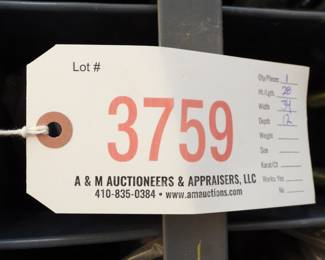 Lot #
3759
A & M AUCTIONEERS & APPRAISERS, LLC
410-835-0384 • www.amauctions.com
Qty/Pieces 1
Ht./Lgth. 28
Width 34
Depth 12
Weight
Size
Karat/Ct
Works: Yes
No